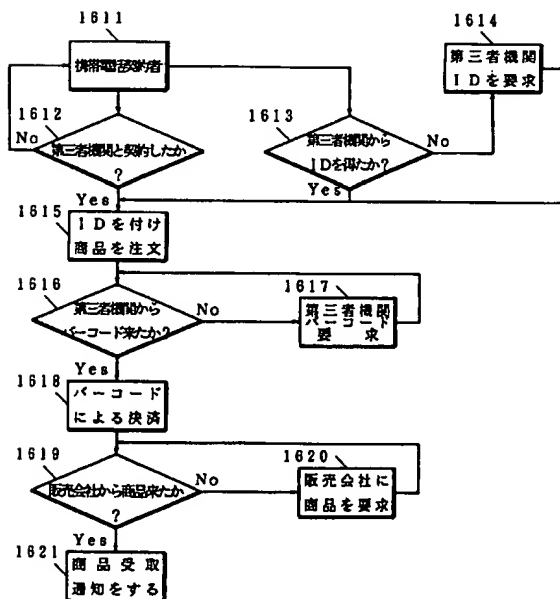 1611
携帯電話契約者
1612
No
第三者機関と契約したか
?
Yes
1613
第三者機関から
IDを得たか?
No
Yes
1614
第三者機関
IDを要求
1615
IDを付け
商品を注文
1616
第三者機関から
バーコード来たか?
No
Yes
1617
第三者機関
バーコード
要求
1618
バーコード
による決済
1619
販売会社から商品来たか
?
No
Yes
1620
販売会社に
商品を要求
1621
商品受取
通知をする